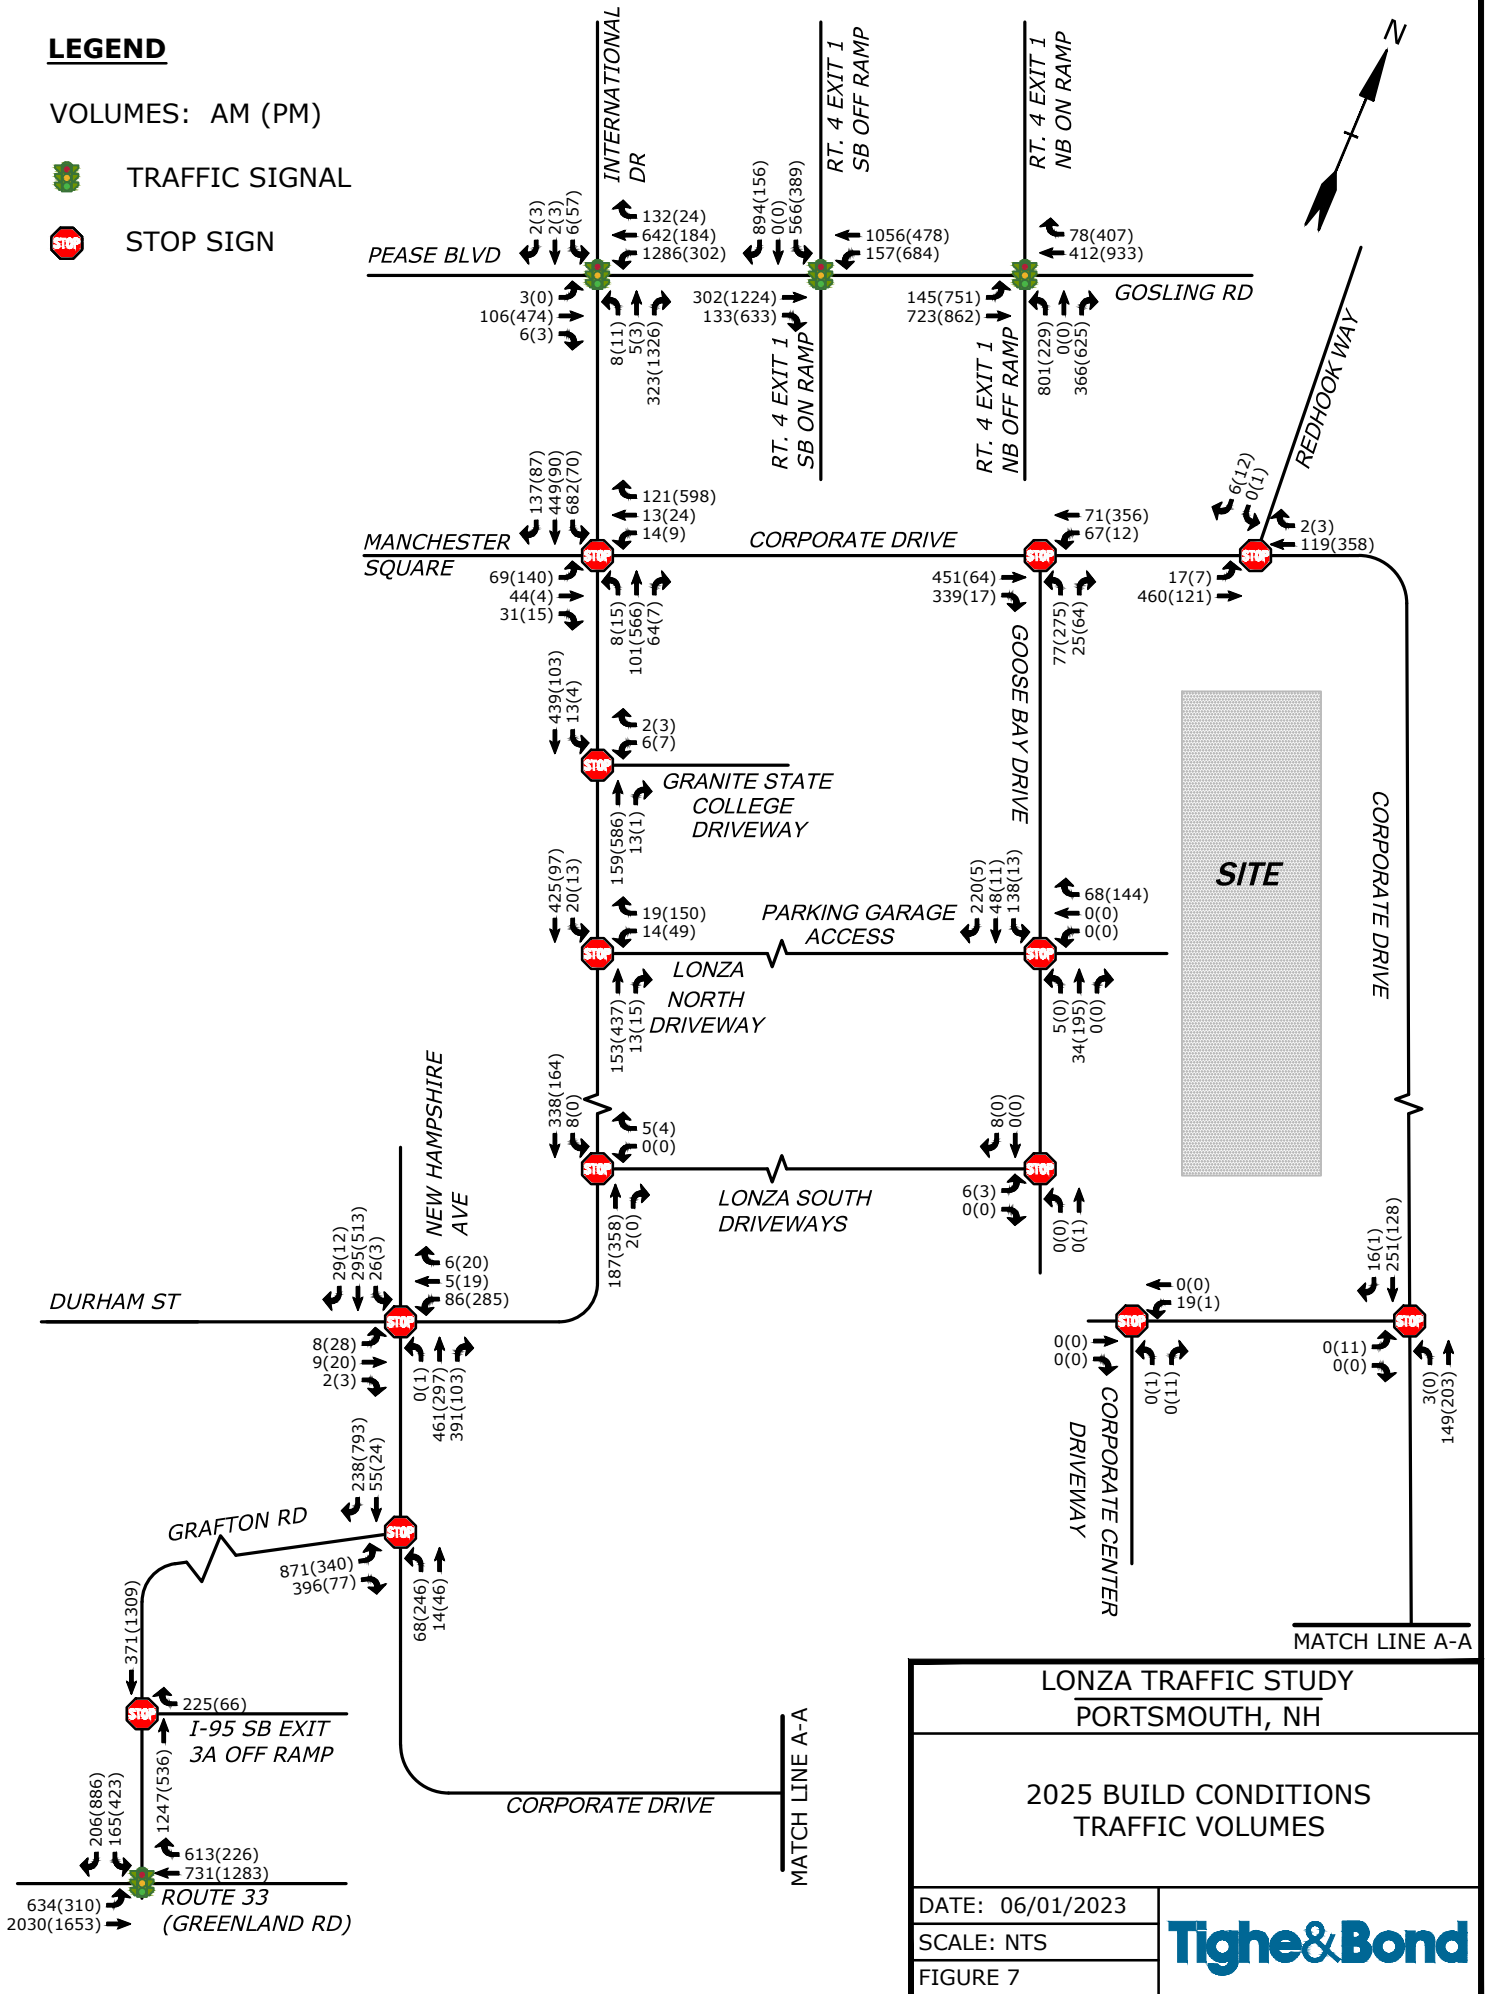 LEGEND
VOLUMES: AM (PM)
TRAFFIC SIGNAL
STOP SIGN
STOP
N
INTERNATIONAL
DR
RT. 4 EXIT 1
SB OFF RAMP
RT. 4 EXIT 1
NB ON RAMP
PEASE BLVD
2(3)
2(3)
6(57)
132(24)
642(184)
1286(302)
3(0)
106(474)
6(3)
8(11)
5(3)
323(1326)
894(156)
0(0)
566(389)
1056(478)
157(684)
302(1224)
133(633)
RT. 4 EXIT 1
SB ON RAMP
78(407)
412(933)
GOSLING RD
145(751)
723(862)
801(229)
0(0)
366(625)
RT. 4 EXIT 1
NB OFF RAMP
REDHOOK WAY
137(87)
449(90)
682(70)
121(598)
13(24)
14(9)
MANCHESTER
SQUARE
STOP
69(140)
44(4)
31(15)
8(15)
101(566)
64(7)
CORPORATE DRIVE
71(356)
67(12)
STOP
451(64)
339(17)
77(275)
25(64)
GOOSE BAY DRIVE
6(12)
0(1)
2(3)
119(358)
STOP
17(7)
460(121)
439(103)
13(4)
2(3)
6(7)
STOP
GRANITE STATE
COLLEGE
DRIVEWAY
159(586)
13(1)
SITE
CORPORATE DRIVE
425(97)
20(13)
19(150)
14(49)
STOP
PARKING GARAGE
ACCESS
LONZA
NORTH
DRIVEWAY
153(437)
13(15)
220(5)
48(11)
138(13)
68(144)
0(0)
0(0)
STOP
5(0)
34(195)
0(0)
338(164)
8(0)
5(4)
0(0)
STOP
LONZA SOUTH
DRIVEWAYS
187(358)
2(0)
8(0)
0(0)
STOP
6(3)
0(0)
0(0)
0(1)
NEW HAMPSHIRE
AVE
29(12)
295(513)
26(3)
6(20)
5(19)
86(285)
DURHAM ST
STOP
8(28)
9(20)
2(3)
0(1)
461(297)
391(103)
0(0)
19(1)
STOP
0(0)
0(0)
0(1)
0(11)
CORPORATE CENTER
DRIVEWAY
16(1)
251(128)
STOP
0(11)
0(0)
3(0)
149(203)
MATCH LINE A-A
238(793)
55(24)
GRAFTON RD
STOP
871(340)
396(77)
68(246)
14(46)
371(1309)
225(66)
STOP
I-95 SB EXIT
3A OFF RAMP
1247(536)
206(886)
165(423)
613(226)
731(1283)
634(310)
2030(1653)
ROUTE 33
(GREENLAND RD)
CORPORATE DRIVE
MATCH LINE A-A
LONZA TRAFFIC STUDY
PORTSMOUTH, NH
2025 BUILD CONDITIONS
TRAFFIC VOLUMES
DATE: 06/01/2023
SCALE: NTS
FIGURE 7
Tighe&Bond